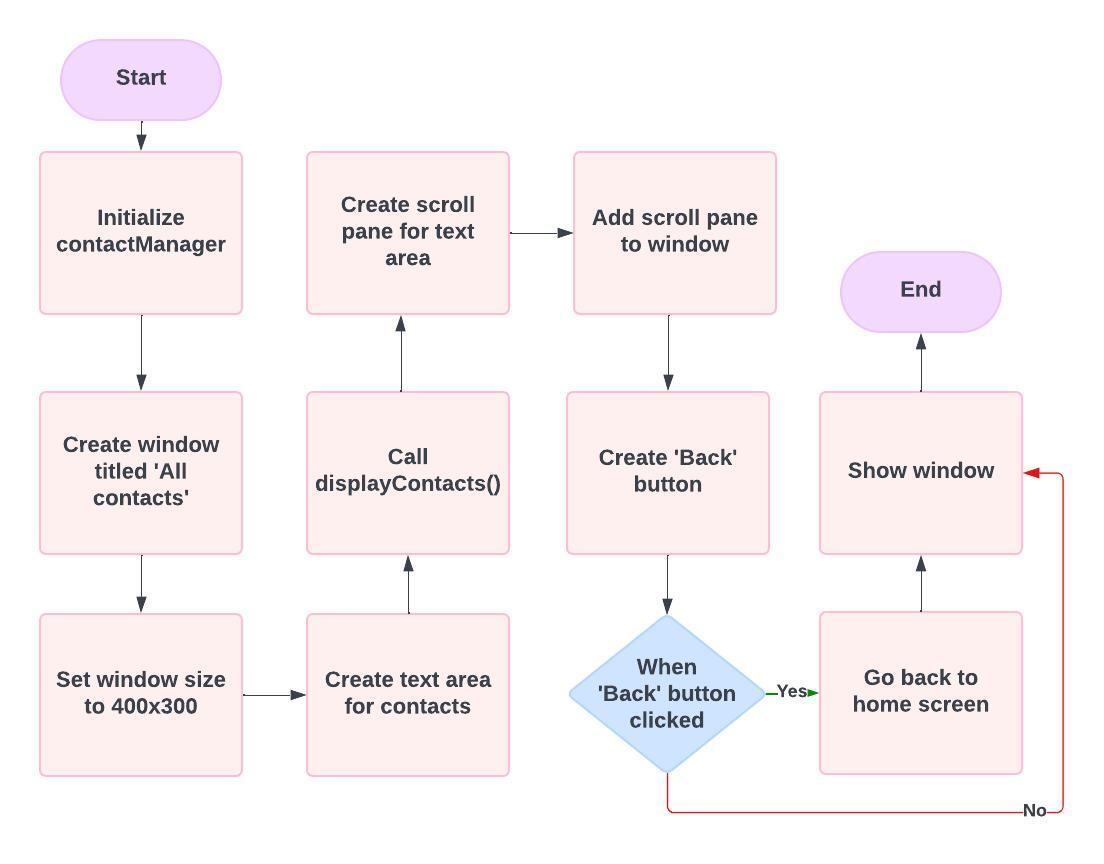 Start
Initialize
contactManager
Create window
titled 'All
contacts'
Set window size
to 400x300
Create text area
for contacts
Call
displayContacts()
Create scroll
pane for text
area
Add scroll pane
to window
Create 'Back'
button
When
'Back' button
clicked
Yes
Go back to
home screen
No
Show window
End